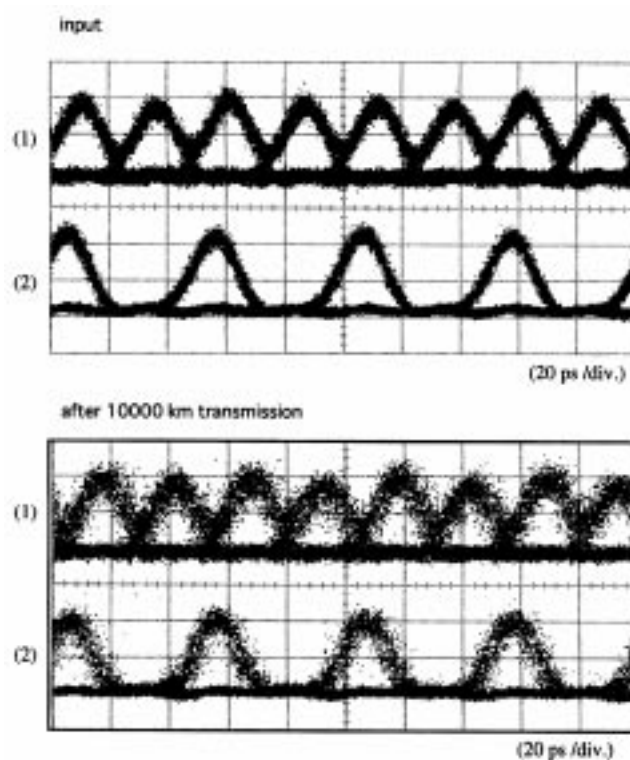 input
(1)
(2)
(20 ps /div.)
after 10000 km transmission
(1)
(2)
(20 ps /div.)